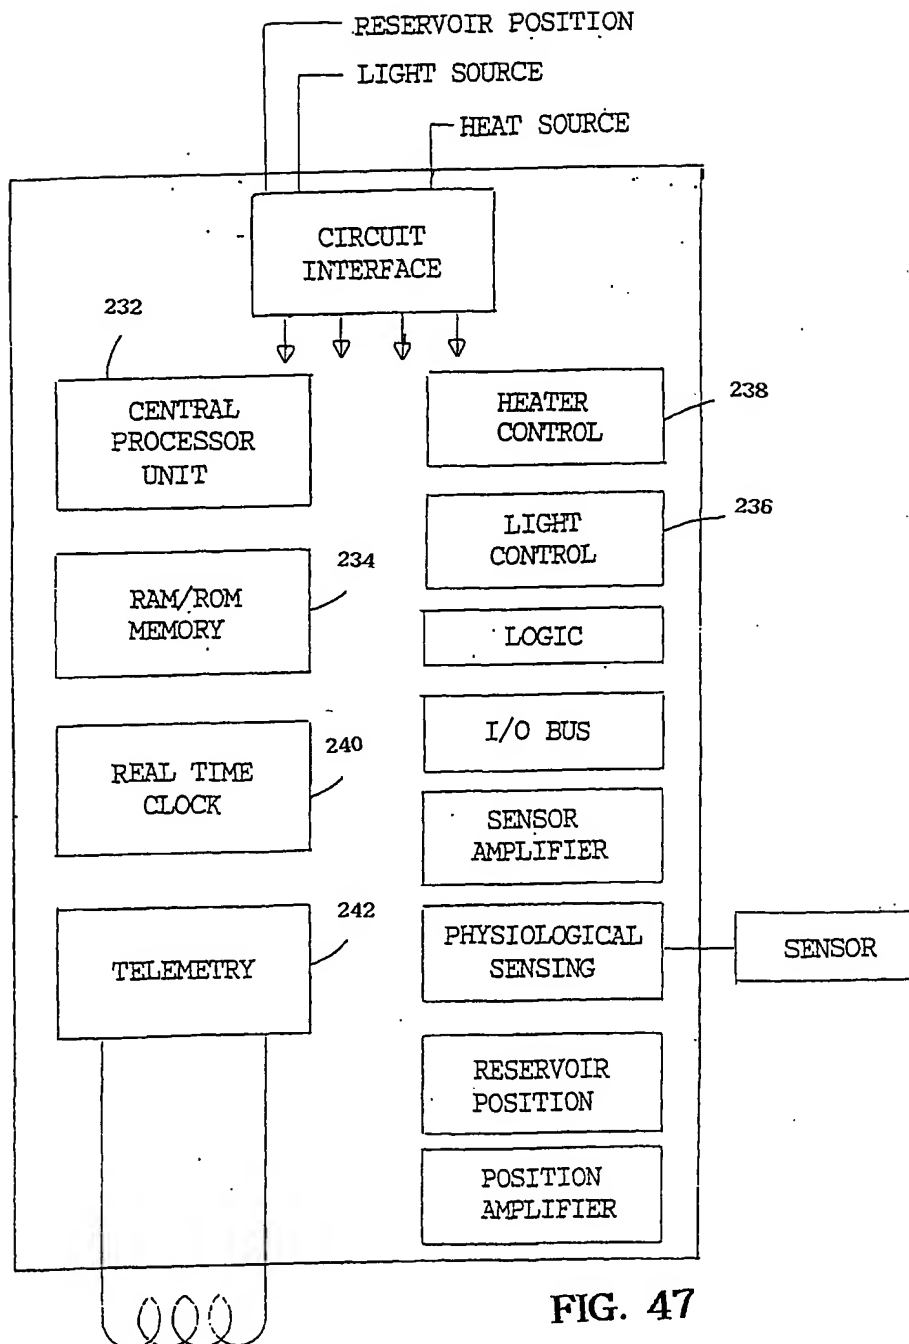 RESERVOIR POSITION
LIGHT SOURCE
HEAT SOURCE
CIRCUIT
INTERFACE
232
CENTRAL
PROCESSOR
UNIT
HEATER
CONTROL
238
LIGHT
CONTROL
236
RAM/ROM
MEMORY
234
LOGIC
I/O BUS
REAL TIME
CLOCK
240
SENSOR
AMPLIFIER
TELEMETRY
242
PHYSIOLOGICAL
SENSING
SENSOR
RESERVOIR
POSITION
POSITION
AMPLIFIER
FIG. 47